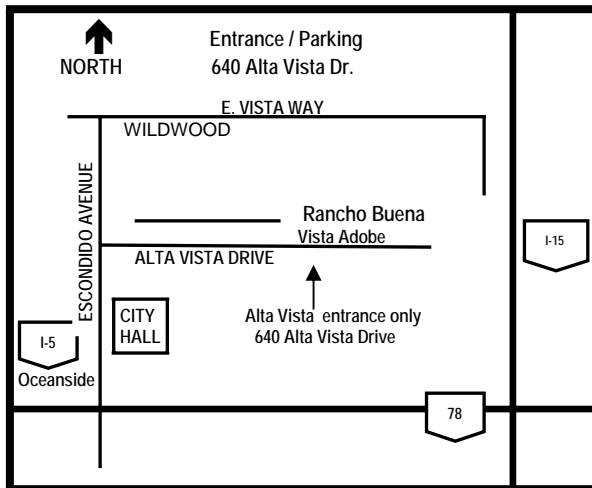 Entrance / Parking
640 Alta Vista Dr.
NORTH
E. VISTA WAY
WILDWOOD
ESCONDIDO AVENUE
Rancho Buena
Vista Adobe
ALTA VISTA DRIVE
I-15
Alta Vista entrance only
640 Alta Vista Drive
CITY
HALL
I-5
Oceanside
78